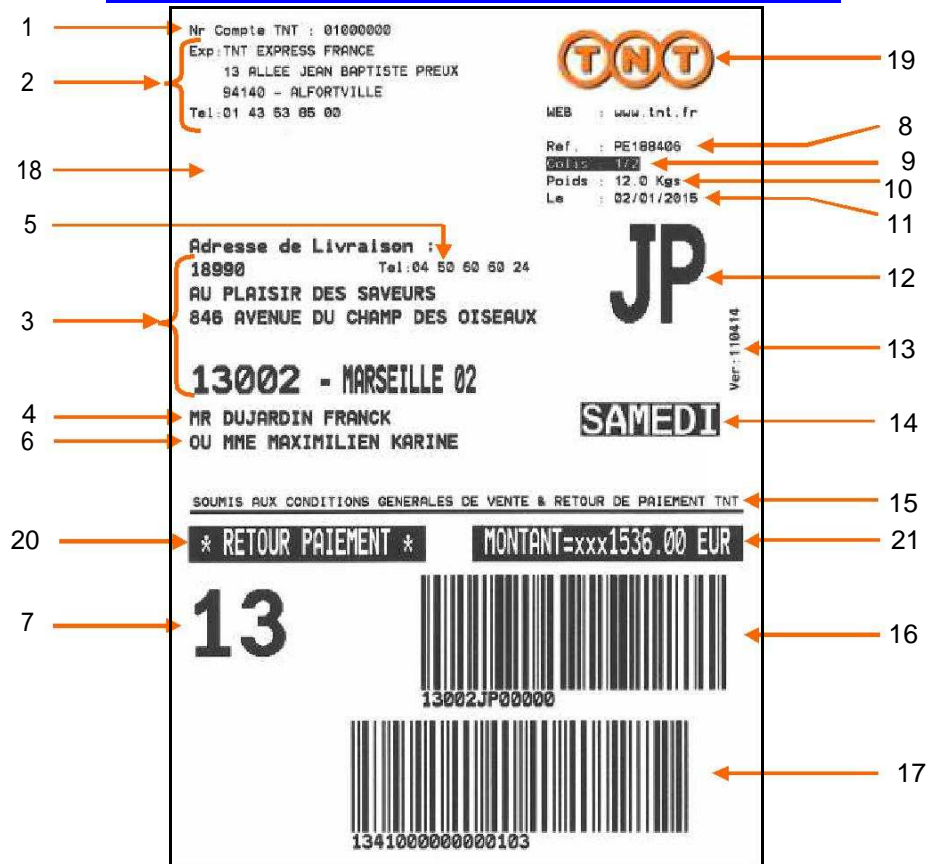 1
Nr Compte TNT : 01000000
2
Exp:TNT EXPRESS FRANCE
13 ALLEE JEAN BAPTISTE PREUX
94140 - ALFORTVILLE
Tel:01 43 53 85 00
TNT
19
WEB : www.tnt.fr
8
Ref. : PE188406
9
Colis : 1/2
10
Poids : 12.0 Kgs
11
Le : 02/01/2015
18
5
Adresse de Livraison :
18990 Tel:04 50 60 60 24
AU PLAISIR DES SAVEURS
3
846 AVENUE DU CHAMP DES OISEAUX
13002 - MARSEILLE 02
JP
12
Ver:110414
13
4
MR DUJARDIN FRANCK
6
OU MME MAXIMILIEN KARINE
SAMEDI
14
SOUMIS AUX CONDITIONS GENERALES DE VENTE & RETOUR DE PAIEMENT TNT
15
20
* RETOUR PAIEMENT *
MONTANT=xxx1536.00 EUR
21
7
13
16
13002JP00000
17
1341000000000103